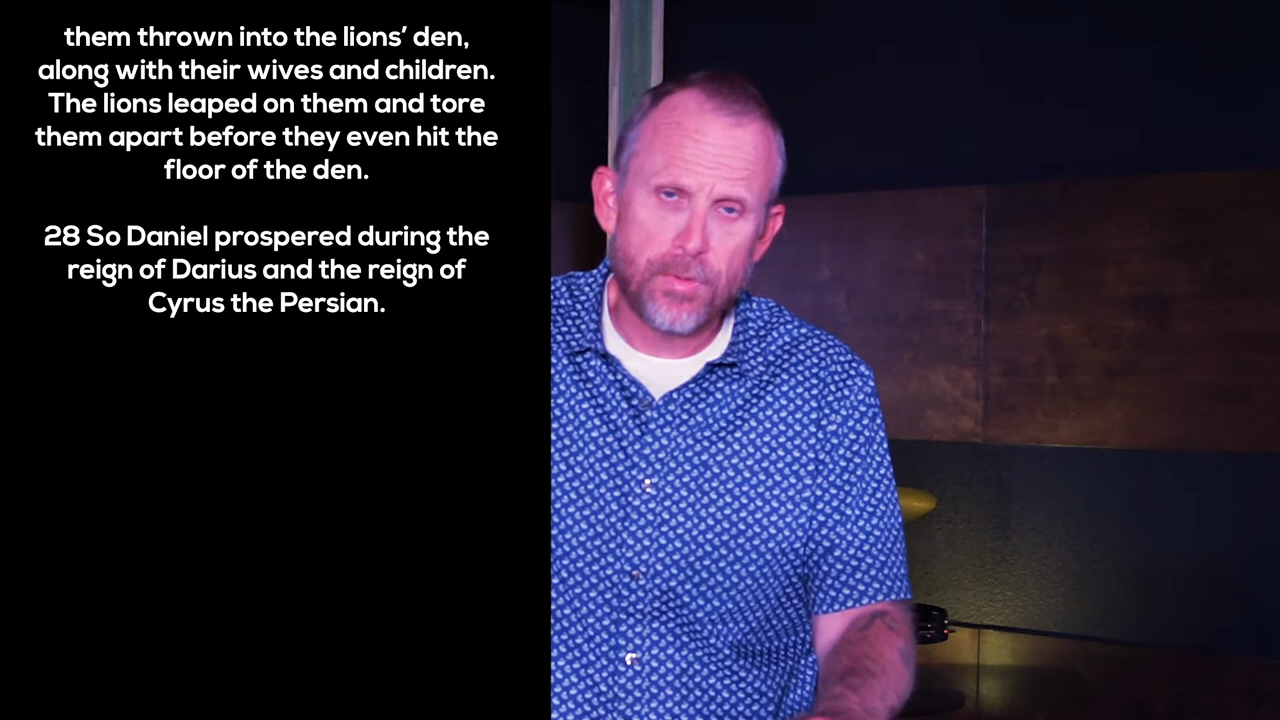 them thrown into the lions’ den,
along with their wives and children.
The lions leaped on them and tore
them apart before they even hit the
floor of the den.
28 So Daniel prospered during the
reign of Darius and the reign of
Cyrus the Persian.